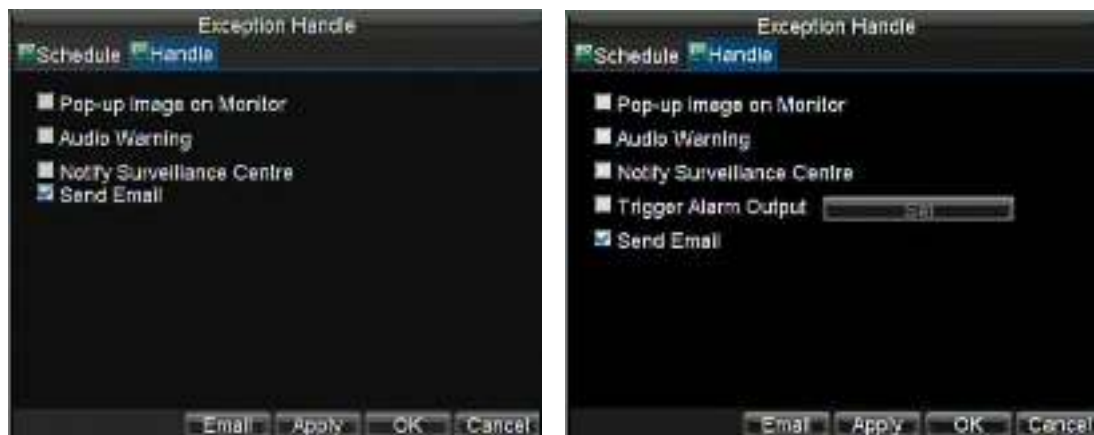 Exception Handle
Schedule Handle
Pop-up Image on Monitor
Audio Warning
Notify Surveillance Centre
Send Email
Email Apply OK Cancel
Exception Handle
Schedule Handle
Pop-up Image on Monitor
Audio Warning
Notify Surveillance Centre
Trigger Alarm Output Set
Send Email
Email Apply OK Cancel